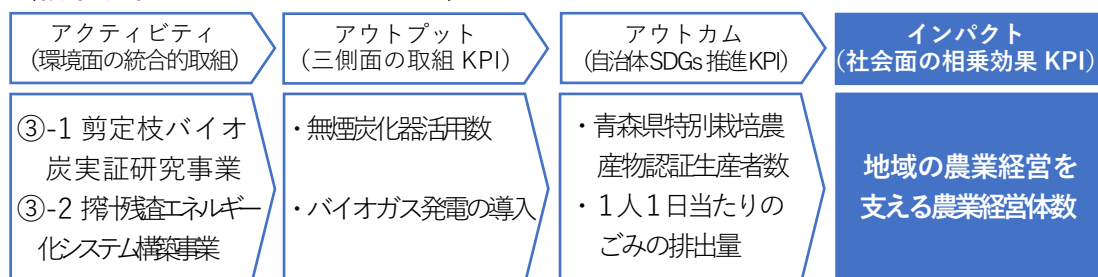 アクティビティ
(環境面の統合的取組)
アウトプット
(三側面の取組 KPI)
アウトカム
(自治体SDGs 推進KPI)
インパクト
(社会面の相乗効果 KPI)
③-1 剪定枝バイオ
炭実証研究事業
③-2 搾汁残渣エネルギー
化システム構築事業
・無煙炭化器活用数
・バイオガス発電の導入
・青森県特別栽培農
産物認証生産者数
・1人1日当たりの
ごみの排出量
地域の農業経営を
支える農業経営体数